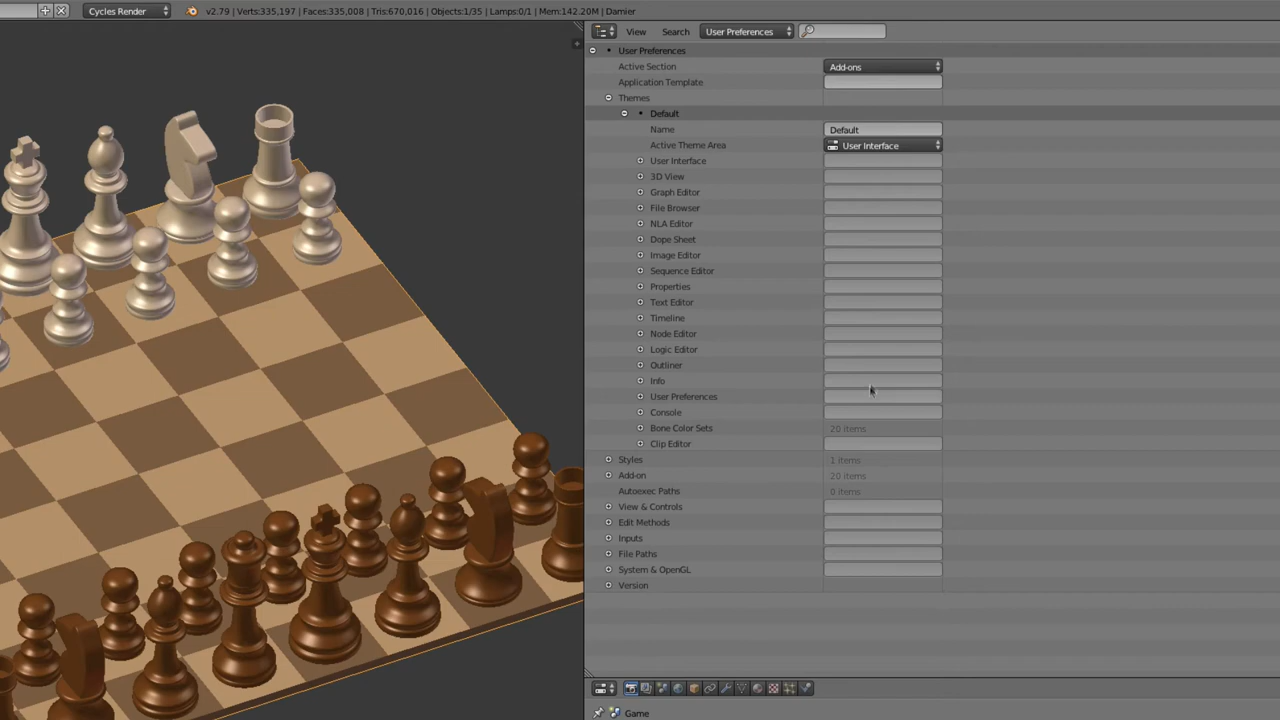 Cycles Render v2.79 | Verts:335,197 | Faces:335,008 | Tris:670,016 | Objects:1/35 | Lamps:0/1 | Mem:142.20M | Damier
View Search User Preferences
User Preferences
Active Section Add-ons
Application Template
Themes
Default
Name Default
Active Theme Area User Interface
User Interface
3D View
Graph Editor
File Browser
NLA Editor
Dope Sheet
Image Editor
Sequence Editor
Properties
Text Editor
Timeline
Node Editor
Logic Editor
Outliner
Info
User Preferences
Console
Bone Color Sets 20 items
Clip Editor
Styles 1 items
Add-on 20 items
Autoexec Paths 0 items
View & Controls
Edit Methods
Inputs
File Paths
System & OpenGL
Version
Game